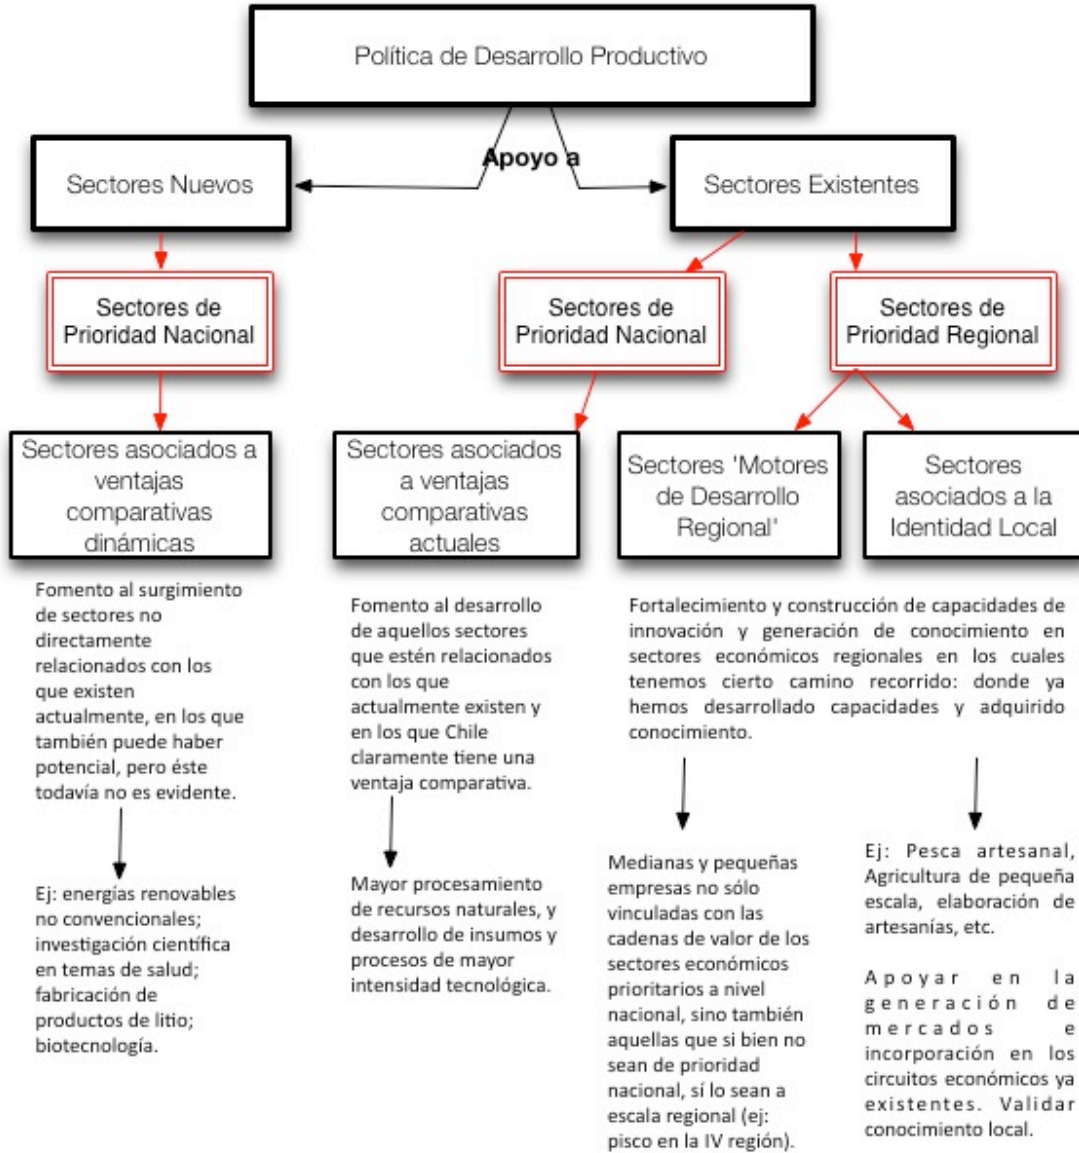 Política de Desarrollo Productivo
Apoyo a
Sectores Nuevos
Sectores Existentes
Sectores de
Prioridad Nacional
Sectores de
Prioridad Nacional
Sectores de
Prioridad Regional
Sectores asociados a
ventajas
comparativas
dinámicas
Sectores asociados
a ventajas
comparativas
actuales
Sectores 'Motores
de Desarrollo
Regional'
Sectores
asociados a la
Identidad Local
Fomento al surgimiento
de sectores no
directamente
relacionados con los
que existen
actualmente, en los que
también puede haber
potencial, pero éste
todavía no es evidente.
Fomento al desarrollo
de aquellos sectores
que estén relacionados
con los que
actualmente existen y
en los que Chile
claramente tiene una
ventaja comparativa.
Fortalecimiento y construcción de capacidades de
innovación y generación de conocimiento en
sectores económicos regionales en los cuales
tenemos cierto camino recorrido: donde ya
hemos desarrollado capacidades y adquirido
conocimiento.
Ej: energías renovables
no convencionales;
investigación científica
en temas de salud;
fabricación de
productos de litio;
biotecnología.
Mayor procesamiento
de recursos naturales, y
desarrollo de insumos y
procesos de mayor
intensidad tecnológica.
Medianas y pequeñas
empresas no sólo
vinculadas con las
cadenas de valor de los
sectores económicos
prioritarios a nivel
nacional, sino también
aquellas que si bien no
sean de prioridad
nacional, sí lo sean a
escala regional (ej:
pisco en la IV región).
Ej: Pesca artesanal,
Agricultura de pequeña
escala, elaboración de
artesanías, etc.
Apoyar en la
generación de
mercados e
incorporación en los
circuitos económicos ya
existentes. Validar
conocimiento local.